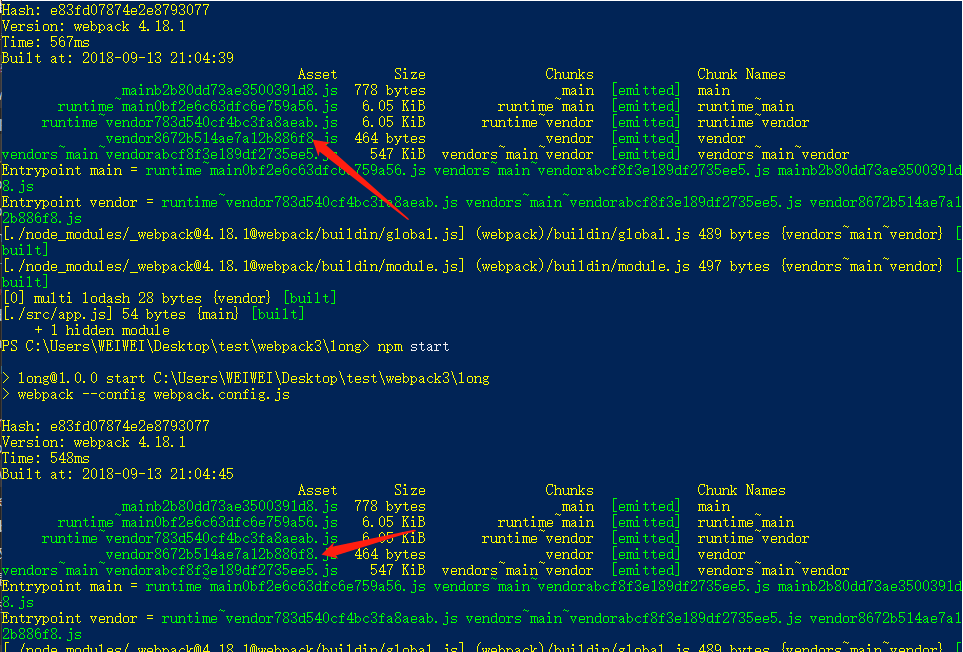 Hash: e83fd07874e2e8793077
Version: webpack 4.18.1
Time: 567ms
Built at: 2018-09-13 21:04:39
Asset Size Chunks Chunk Names
mainb2b80dd73ae3500391d8.js 778 bytes main [emitted] main
runtime~main0bf2e6c63dfc6e759a56.js 6.05 KiB runtime~main [emitted] runtime~main
runtime~vendor783d540cf4bc3fa8aeab.js 6.05 KiB runtime~vendor [emitted] runtime~vendor
vendor8672b514ae7a12b886f8.js 464 bytes vendor [emitted] vendor
vendors~main~vendorabcf8f3e189df2735ee5.js 547 KiB vendors~main~vendor [emitted] vendors~main~vendor
Entrypoint main = runtime~main0bf2e6c63dfc6e759a56.js vendors~main~vendorabcf8f3e189df2735ee5.js mainb2b80dd73ae3500391d
8.js
Entrypoint vendor = runtime~vendor783d540cf4bc3fa8aeab.js vendors~main~vendorabcf8f3e189df2735ee5.js vendor8672b514ae7a1
2b886f8.js
[./node_modules/_webpack@4.18.1@webpack/buildin/global.js] (webpack)/buildin/global.js 489 bytes {vendors~main~vendor} [
built]
[./node_modules/_webpack@4.18.1@webpack/buildin/module.js] (webpack)/buildin/module.js 497 bytes {vendors~main~vendor} [
built]
[0] multi lodash 28 bytes {vendor} [built]
[./src/app.js] 54 bytes {main} [built]
+ 1 hidden module
PS C:\Users\WEIWEI\Desktop\test\webpack3\long> npm start
> long@1.0.0 start C:\Users\WEIWEI\Desktop\test\webpack3\long
> webpack --config webpack.config.js
Hash: e83fd07874e2e8793077
Version: webpack 4.18.1
Time: 548ms
Built at: 2018-09-13 21:04:45
Asset Size Chunks Chunk Names
mainb2b80dd73ae3500391d8.js 778 bytes main [emitted] main
runtime~main0bf2e6c63dfc6e759a56.js 6.05 KiB runtime~main [emitted] runtime~main
runtime~vendor783d540cf4bc3fa8aeab.js 6.05 KiB runtime~vendor [emitted] runtime~vendor
vendor8672b514ae7a12b886f8.js 464 bytes vendor [emitted] vendor
vendors~main~vendorabcf8f3e189df2735ee5.js 547 KiB vendors~main~vendor [emitted] vendors~main~vendor
Entrypoint main = runtime~main0bf2e6c63dfc6e759a56.js vendors~main~vendorabcf8f3e189df2735ee5.js mainb2b80dd73ae3500391d
8.js
Entrypoint vendor = runtime~vendor783d540cf4bc3fa8aeab.js vendors~main~vendorabcf8f3e189df2735ee5.js vendor8672b514ae7a1
2b886f8.js
[./node_modules/_webpack@4.18.1@webpack/buildin/global.js] (webpack)/buildin/global.js 489 bytes {vendors~main~vendor} [